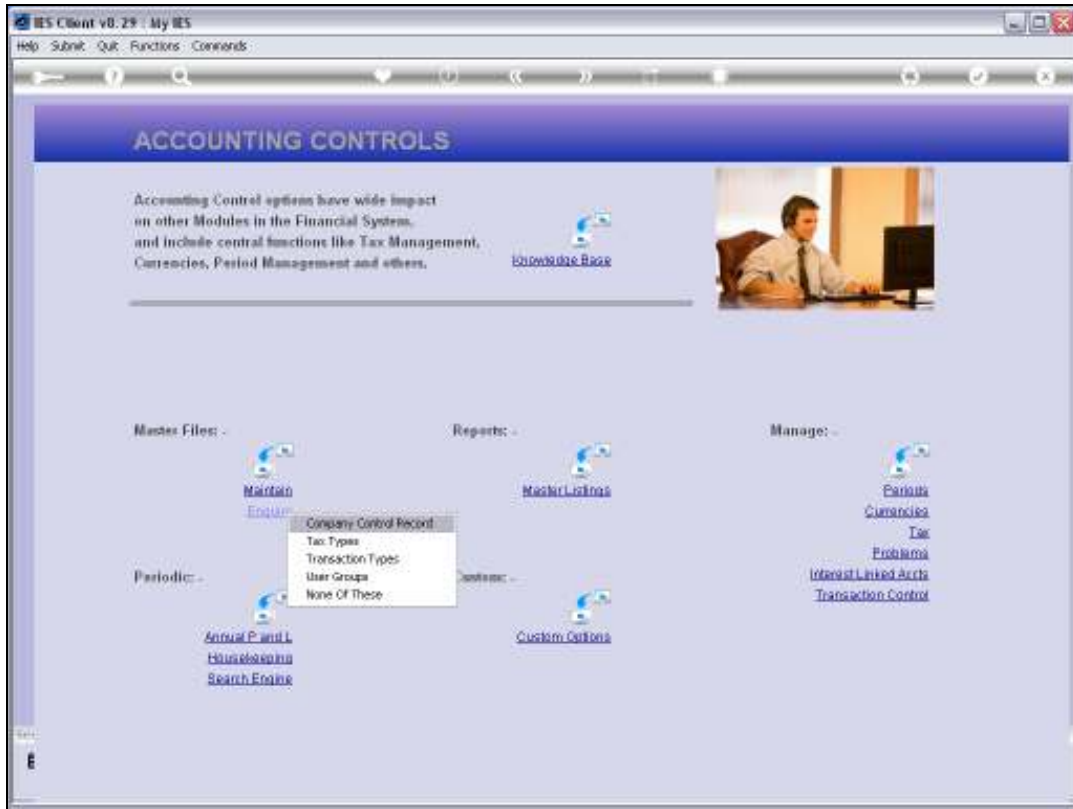 IES Client v8.29 : My IES
Help Submit Quit Functions Commands
ACCOUNTING CONTROLS
Accounting Control options have wide impact
on other Modules in the Financial System,
and include central functions like Tax Management,
Currencies, Period Management and others.
Knowledge Base
Master Files: -
Reports: -
Manage: -
Maintain
Enquire
Master Listings
Periods
Currencies
Tax
Problems
Interest Linked Accts
Transaction Control
Company Control Record
Tax Types
Transaction Types
User Groups
None Of These
Periodic: -
Custom: -
Annual P and L
Housekeeping
Search Engine
Custom Options